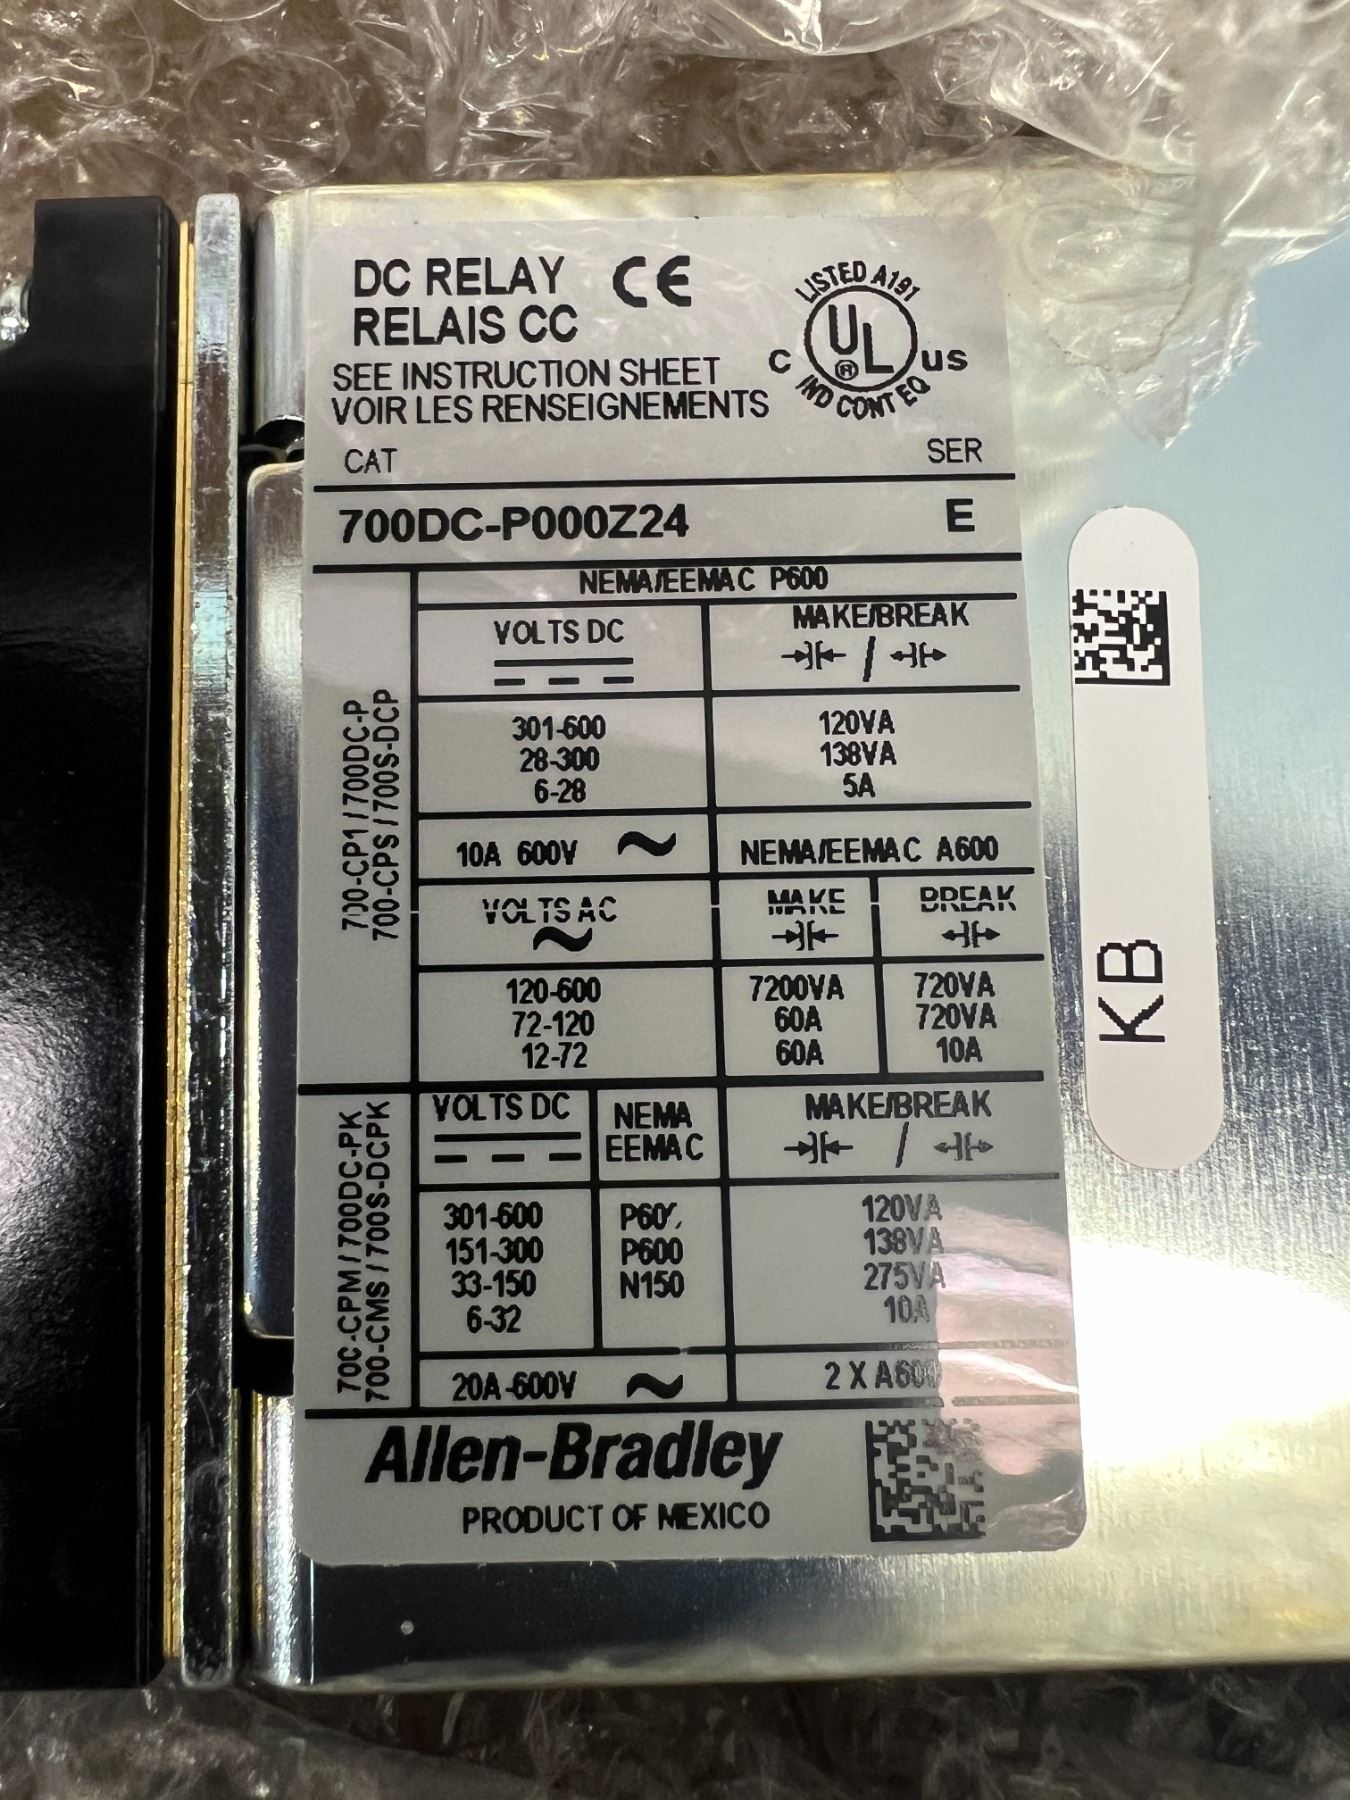 DC RELAY CE
RELAIS CC
SEE INSTRUCTION SHEET
VOIR LES RENSEIGNEMENTS
LISTED A191
C UL ® US
IND CONT EQ
CAT SER
700DC-P000Z24 E
NEMA/EEMAC P600
VOLTS DC MAKE/BREAK
/
301-600 120VA
28-300 138VA
6-28 5A
10A 600V NEMA/EEMAC A600
VOLTS AC MAKE BREAK
120-600 7200VA 720VA
72-120 60A 720VA
12-72 60A 10A
700-CP1 / 700DC-P
700-CPS / 700S-DCP
VOLTS DC NEMA EEMAC MAKE/BREAK
/
301-600 120VA
151-300 P600 138VA
33-150 N150 275VA
6-32 10A
20A-600V 2 X A600
-CPM / 700DC-PK
700-CMS / 700S-DCPK
Allen-Bradley
PRODUCT OF MEXICO
KB